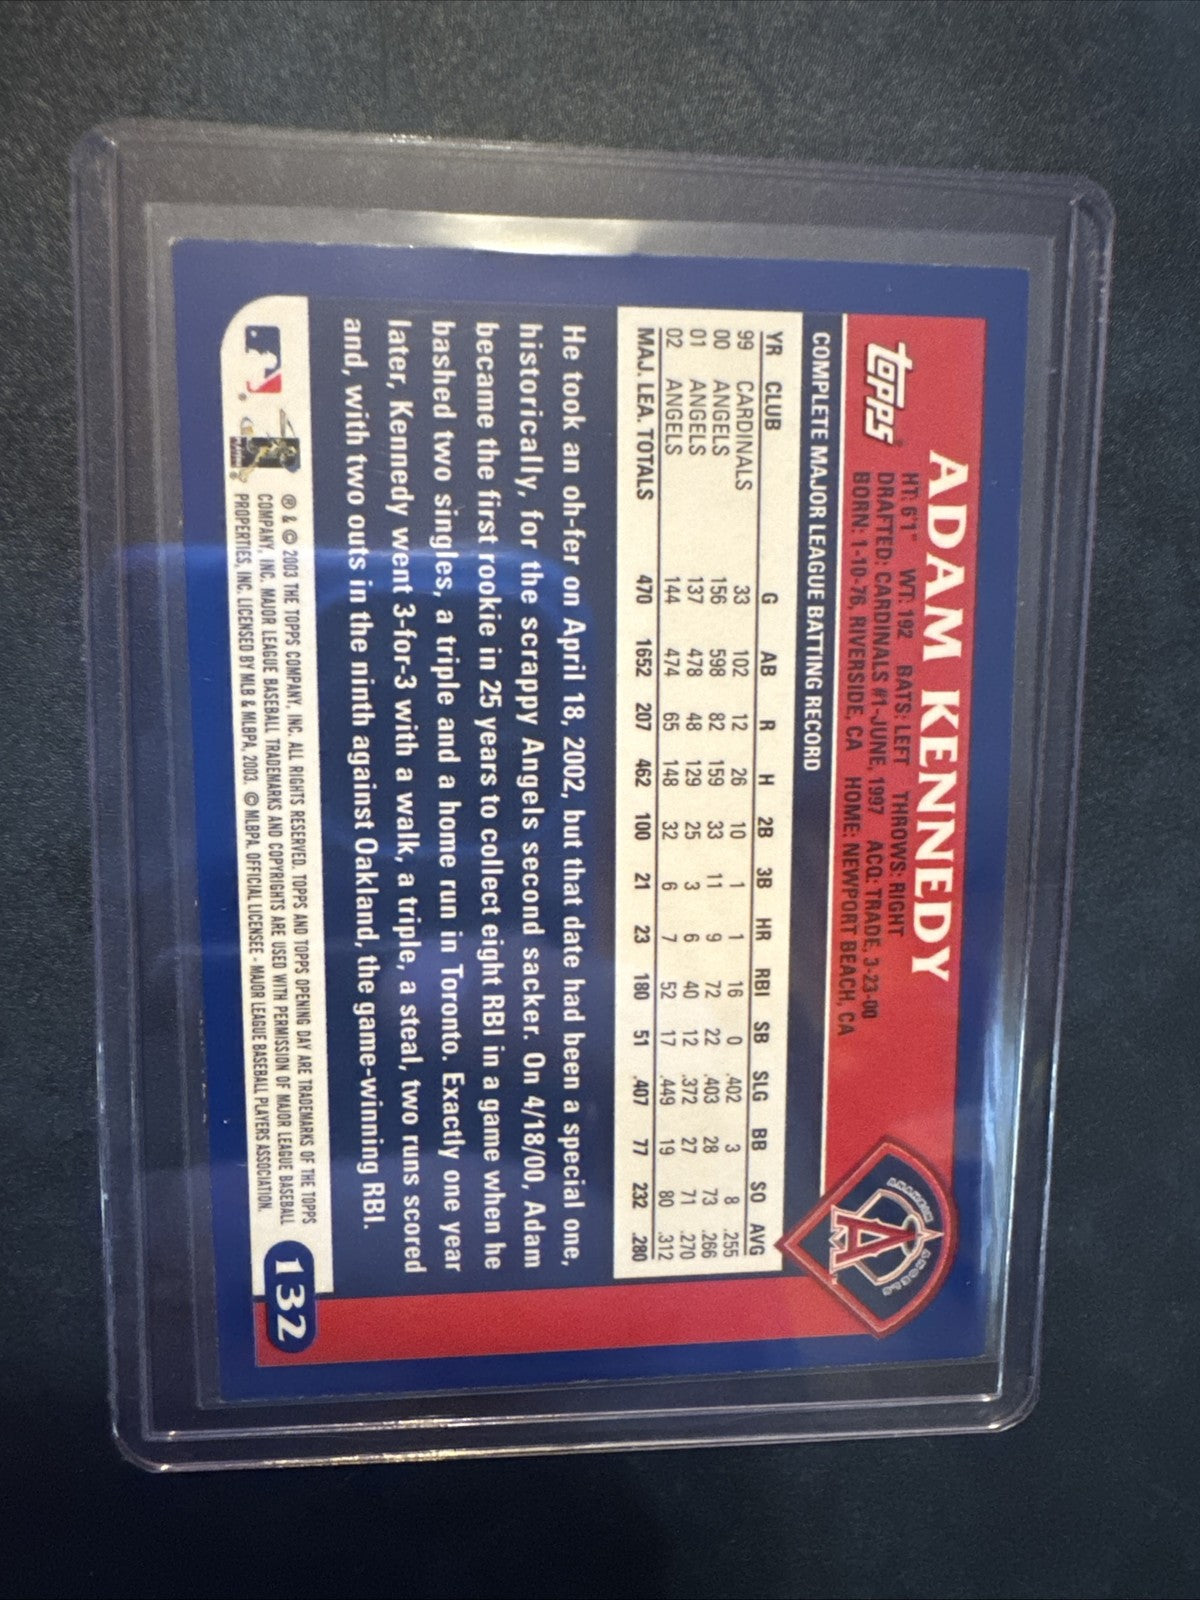 topps®
ADAM KENNEDY
HT: 6'1" WT: 192 BATS: LEFT THROWS: RIGHT
DRAFTED: CARDINALS #1-JUNE, 1997 ACQ: TRADE, 3-23-00
BORN: 1-10-76, RIVERSIDE, CA HOME: NEWPORT BEACH, CA
ANAHEIM ANGELS
A
COMPLETE MAJOR LEAGUE BATTING RECORD
YR CLUB G AB R H 2B 3B HR RBI SB SLG BB SO AVG
99 CARDINALS 33 102 12 26 10 1 1 16 0 .402 3 8 .255
00 ANGELS 156 598 82 159 33 11 9 72 22 .403 28 73 .266
01 ANGELS 137 478 48 129 25 3 6 40 12 .372 27 71 .270
02 ANGELS 144 474 65 148 32 6 7 52 17 .449 19 80 .312
MAJ. LEA. TOTALS 470 1652 207 462 100 21 23 180 51 .407 77 232 .280
He took an oh-fer on April 18, 2002, but that date had been a special one,
historically, for the scrappy Angels second sacker. On 4/18/00, Adam
became the first rookie in 25 years to collect eight RBI in a game when he
bashed two singles, a triple and a home run in Toronto. Exactly one year
later, Kennedy went 3-for-3 with a walk, a triple, a steal, two runs scored
and, with two outs in the ninth against Oakland, the game-winning RBI.
® & © 2003 THE TOPPS COMPANY, INC. ALL RIGHTS RESERVED. TOPPS AND TOPPS OPENING DAY ARE TRADEMARKS OF THE TOPPS
COMPANY, INC. MAJOR LEAGUE BASEBALL TRADEMARKS AND COPYRIGHTS ARE USED WITH PERMISSION OF MAJOR LEAGUE BASEBALL
PROPERTIES, INC. LICENSED BY MLB & MLBPA, 2003. © MLBPA. OFFICIAL LICENSEE - MAJOR LEAGUE BASEBALL PLAYERS ASSOCIATION.
132